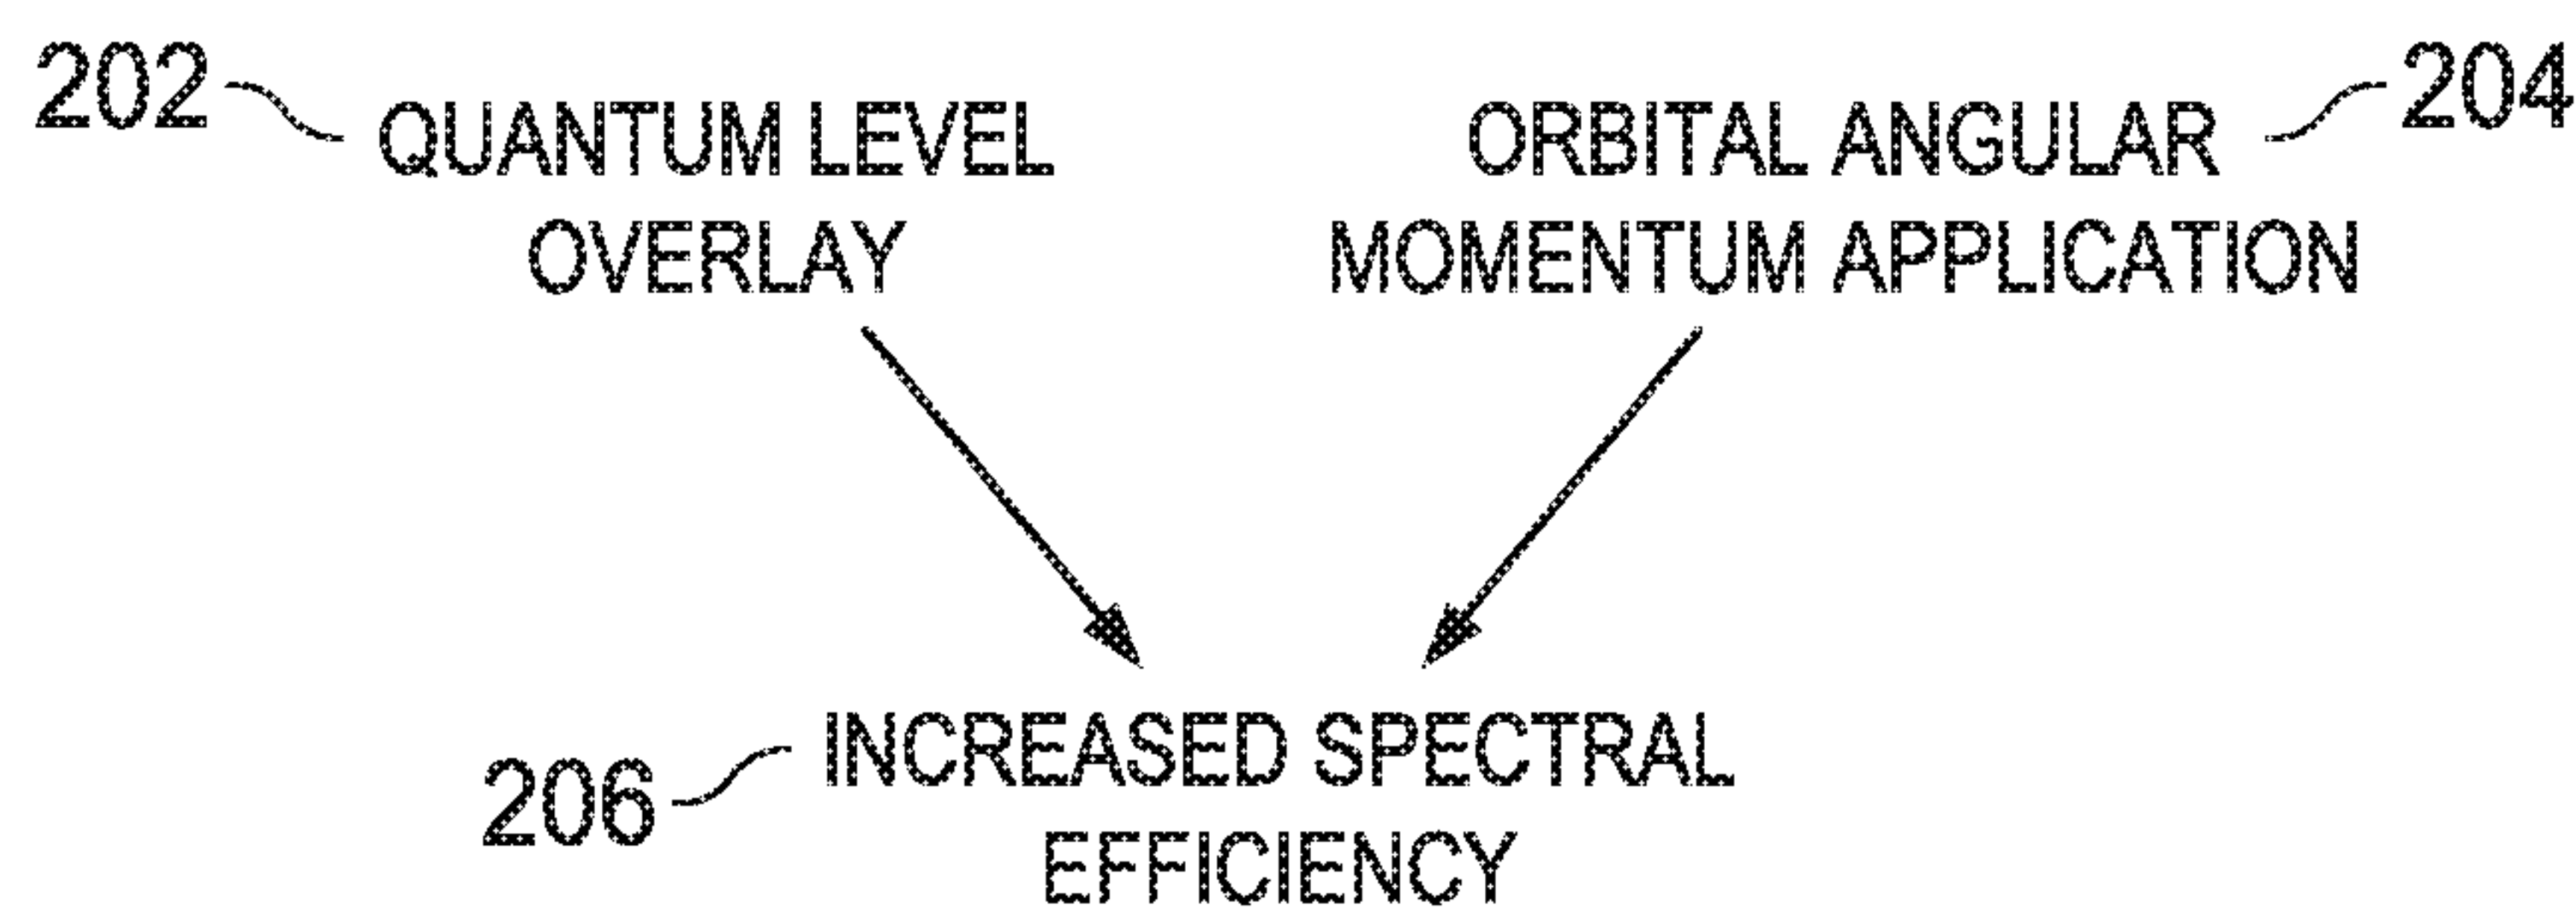 202
QUANTUM LEVEL
OVERLAY
ORBITAL ANGULAR
MOMENTUM APPLICATION
204
206
INCREASED SPECTRAL
EFFICIENCY